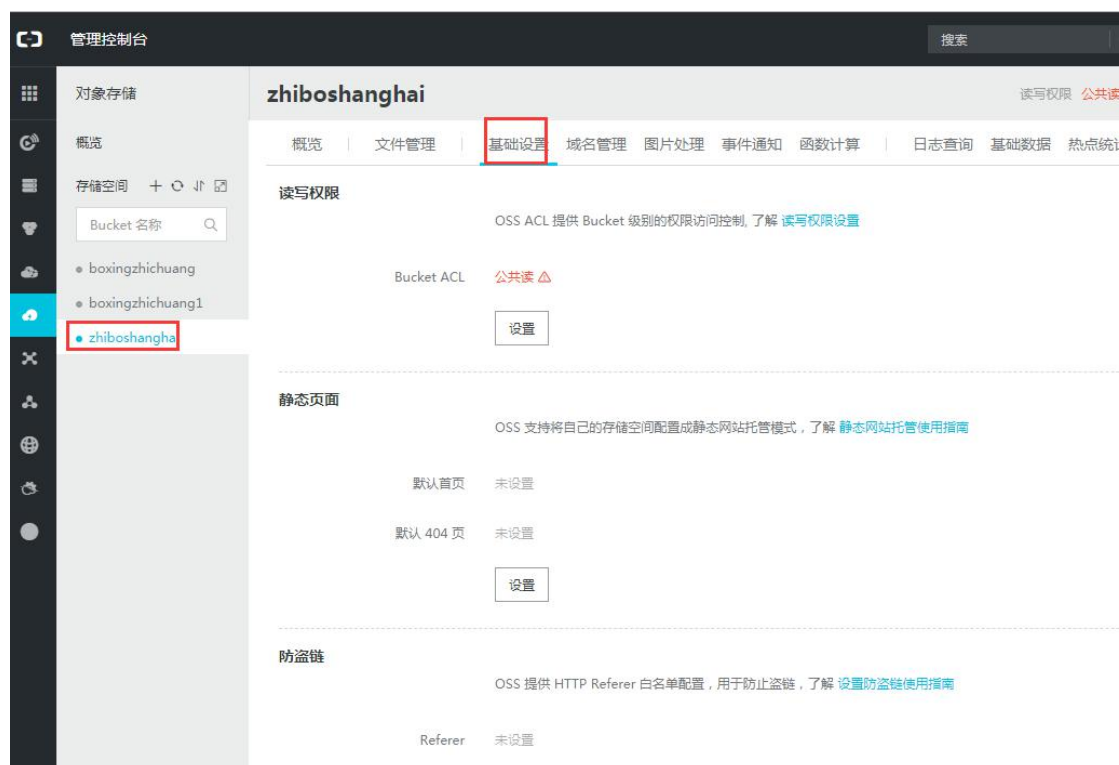 管理控制台
搜索
对象存储
概览
存储空间
Bucket 名称
boxingzhichuang
boxingzhichuang1
zhiboshangha
zhiboshanghai
读写权限 公共读
概览 文件管理 基础设置 域名管理 图片处理 事件通知 函数计算 日志查询 基础数据 热点统
读写权限
OSS ACL 提供 Bucket 级别的权限访问控制, 了解 读写权限设置
Bucket ACL 公共读
设置
静态页面
OSS 支持将自己的存储空间配置成静态网站托管模式，了解 静态网站托管使用指南
默认首页 未设置
默认 404 页 未设置
设置
防盗链
OSS 提供 HTTP Referer 白名单配置，用于防止盗链，了解 设置防盗链使用指南
Referer 未设置